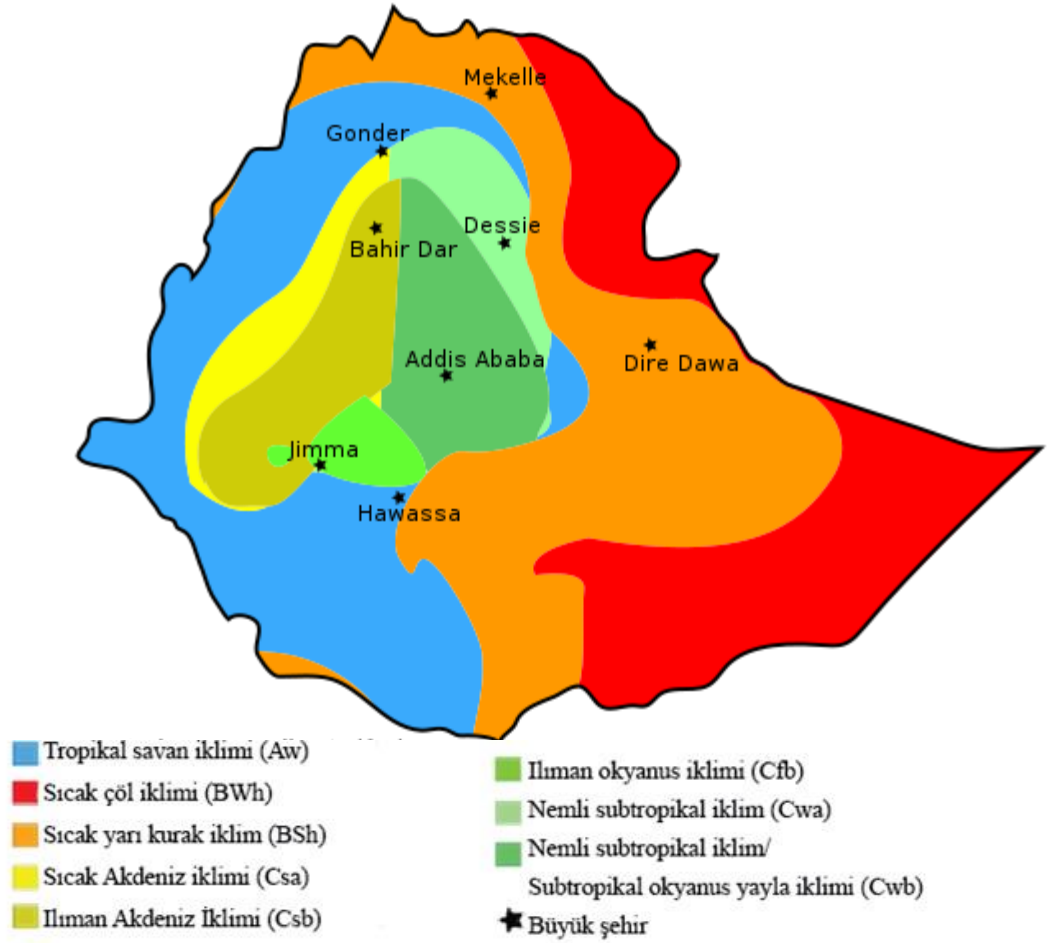 Mekelle
Gonder
Dessie
Bahir Dar
Addis Ababa
Dire Dawa
Jimma
Hawassa
Tropikal savan iklimi (Aw)
Sıcak çöl iklimi (BWh)
Sıcak yarı kurak iklim (BSh)
Sıcak Akdeniz iklimi (Csa)
Ilıman Akdeniz İklimi (Csb)
Ilıman okyanus iklimi (Cfb)
Nemli subtropikal iklim (Cwa)
Nemli subtropikal iklim/
Subtropikal okyanus yayla iklimi (Cwb)
Büyük şehir